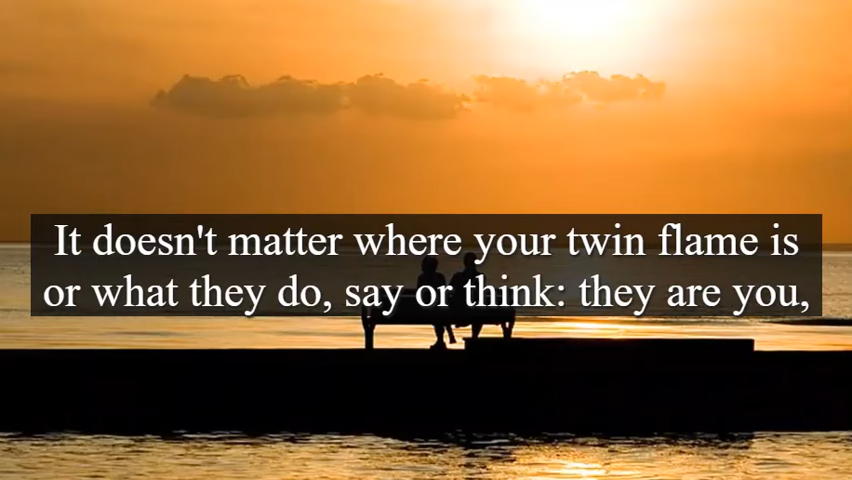 It doesn't matter where your twin flame is
or what they do, say or think: they are you,